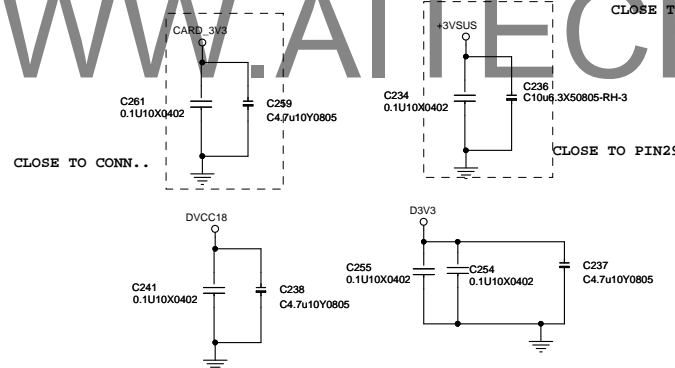 WWW.AITECH
CLOSE T
CARD_3V3
+3VSUS
C261
0.1U10X0402
C259
C4.7u10Y0805
C234
0.1U10X0402
C236
C10u6.3X50805-RH-3
CLOSE TO CONN..
CLOSE TO PIN29
DVCC18
D3V3
C241
0.1U10X0402
C238
C4.7u10Y0805
C255
0.1U10X0402
C254
0.1U10X0402
C237
C4.7u10Y0805